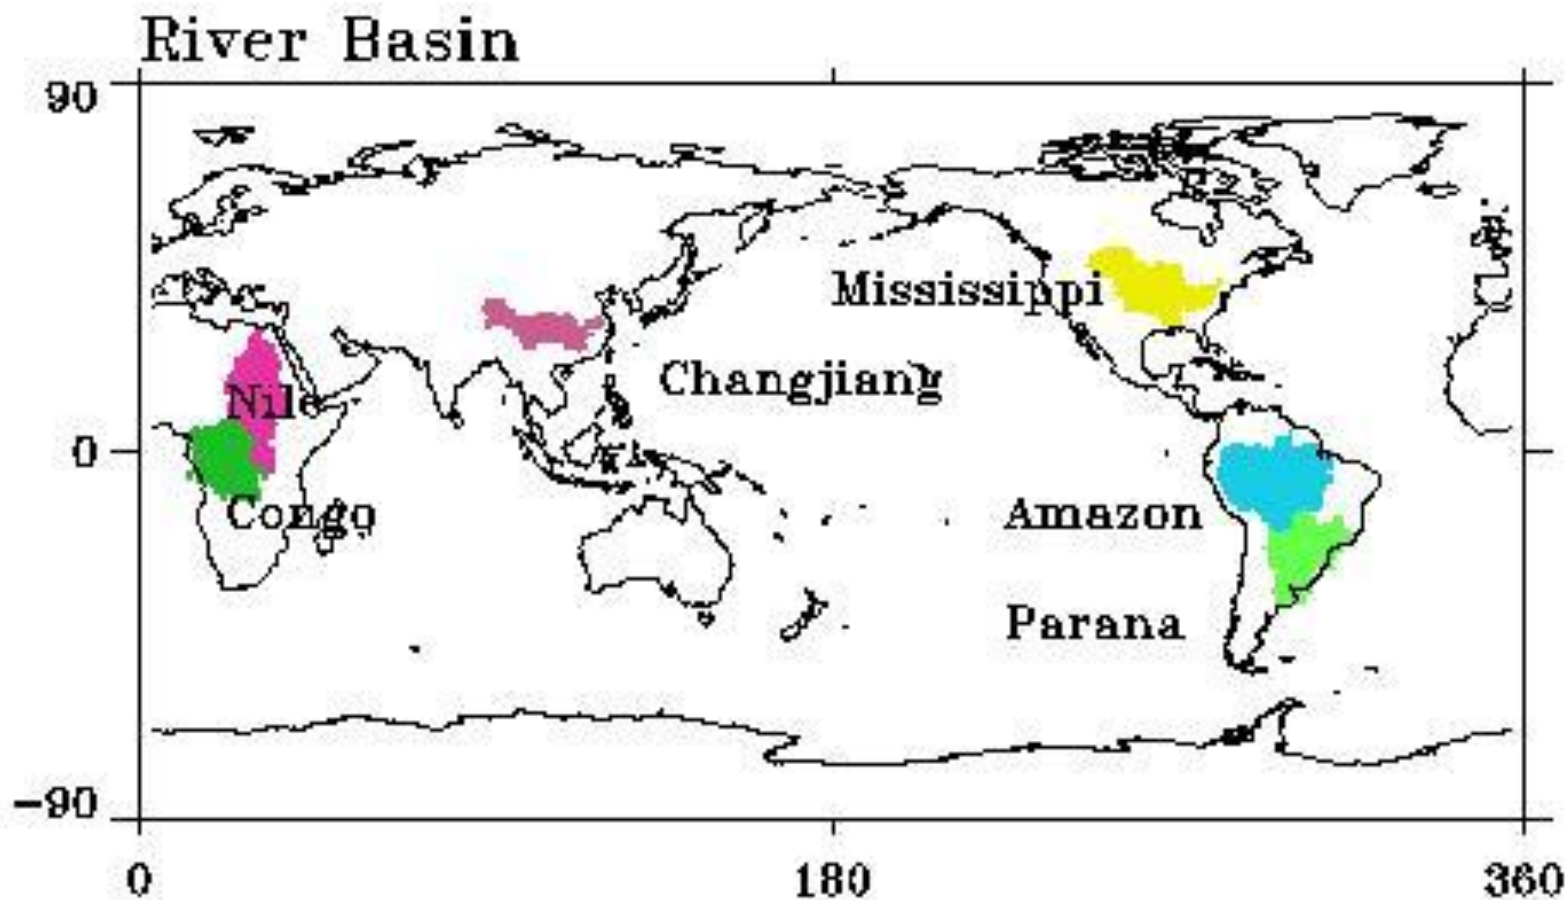 River Basin
90
Mississippi
Changjiang
Nile
0
Congo
Amazon
Parana
-90
0
180
360